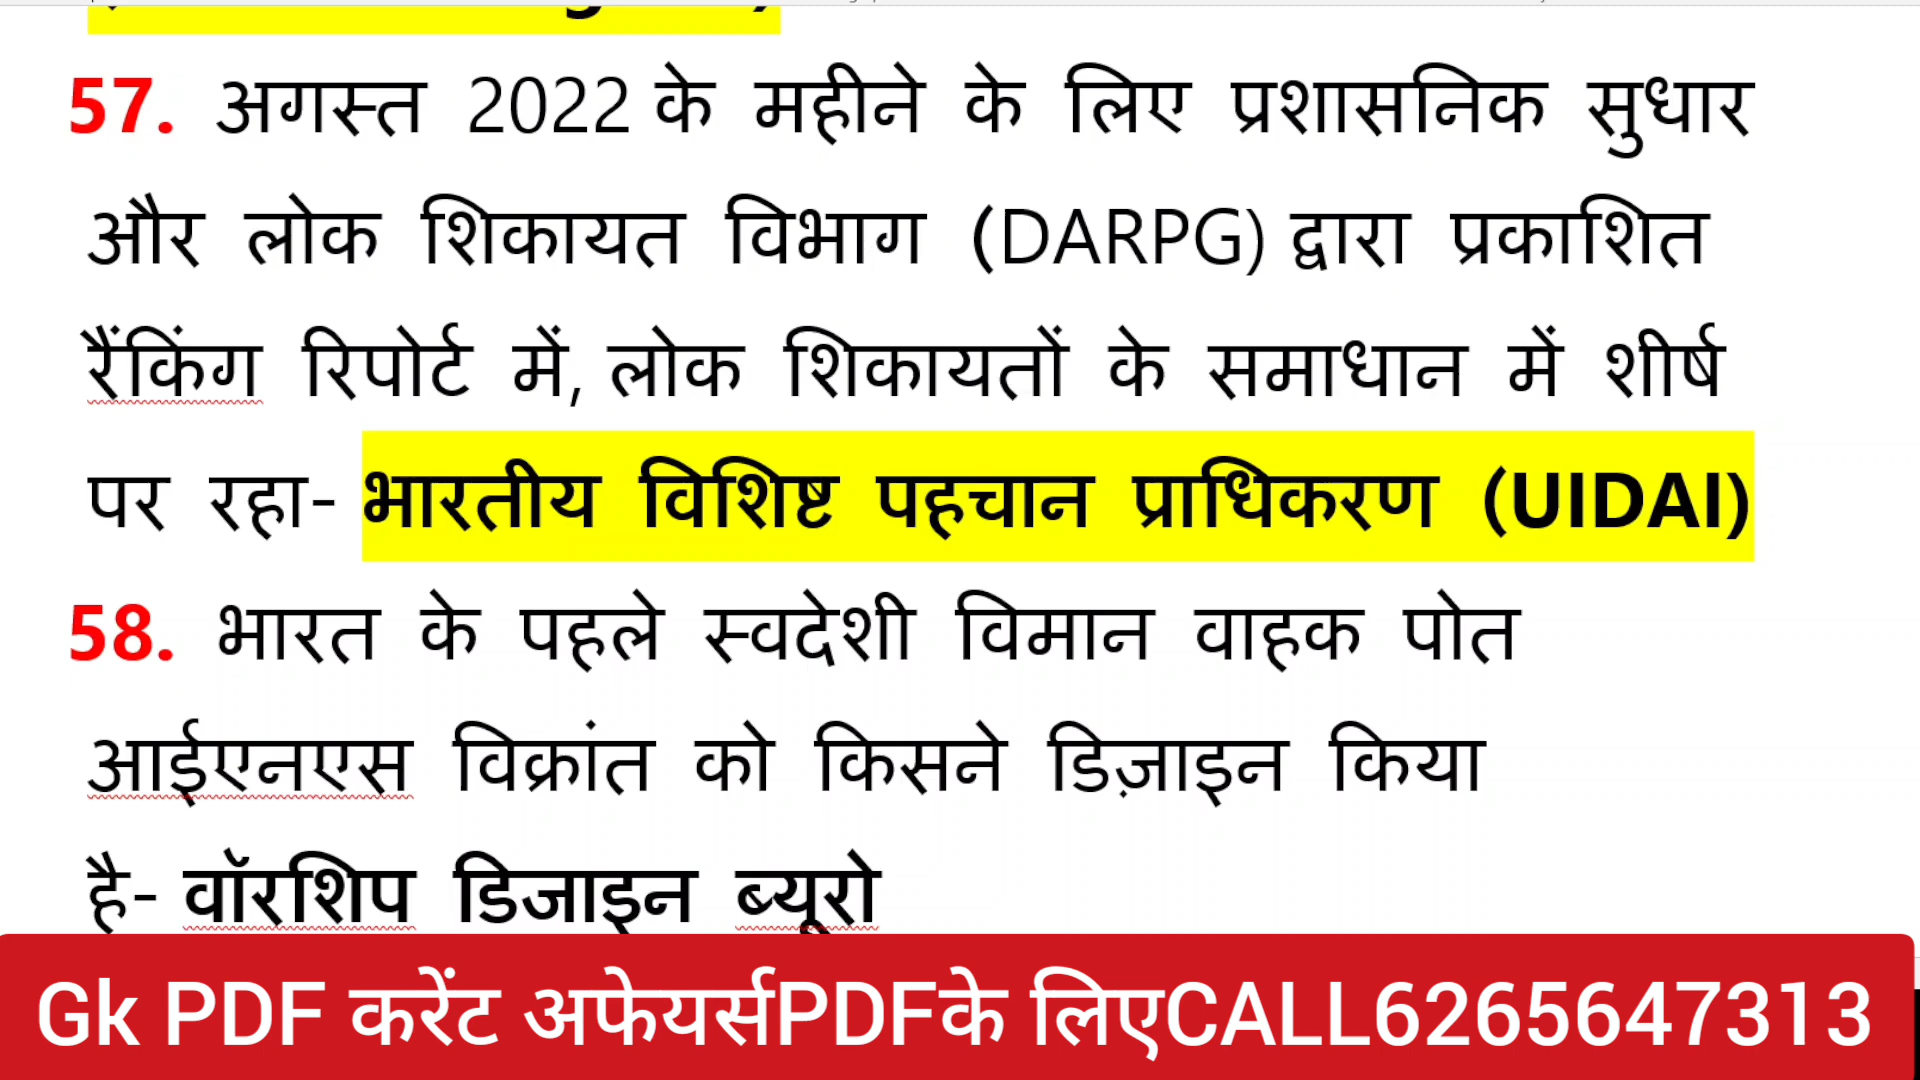 57. अगस्त 2022 के महीने के लिए प्रशासनिक सुधार
और लोक शिकायत विभाग (DARPG) द्वारा प्रकाशित
रैंकिंग रिपोर्ट में, लोक शिकायतों के समाधान में शीर्ष
पर रहा- भारतीय विशिष्ट पहचान प्राधिकरण (UIDAI)
58. भारत के पहले स्वदेशी विमान वाहक पोत
आईएनएस विक्रांत को किसने डिज़ाइन किया
है- वॉरशिप डिजाइन ब्यूरो
Gk PDF करेंट अफेयर्सPDFके लिएCALL6265647313